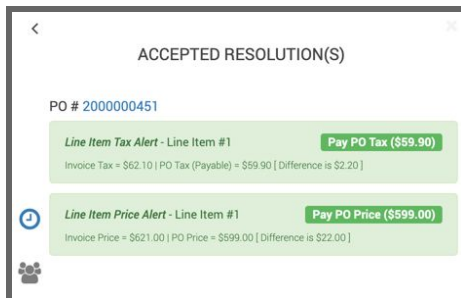 ACCEPTED RESOLUTION(S)
PO # 2000000451
Line Item Tax Alert - Line Item #1 Pay PO Tax ($59.90)
Invoice Tax = $62.10 | PO Tax (Payable) = $59.90 [ Difference is $2.20 ]
Line Item Price Alert - Line Item #1 Pay PO Price ($599.00)
Invoice Price = $621.00 | PO Price = $599.00 [ Difference is $22.00 ]